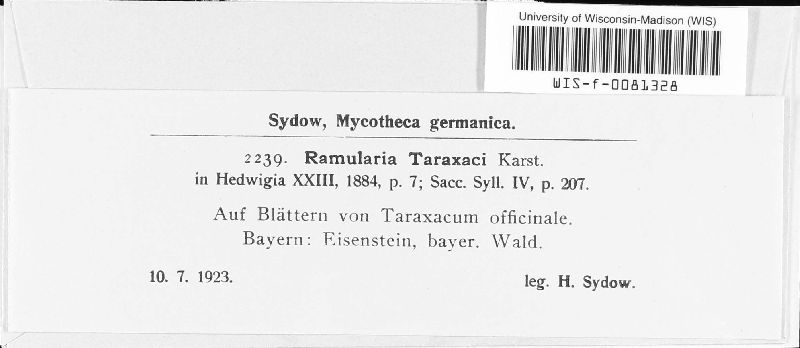 University of Wisconsin-Madison (WIS)
WIS-f-0081328
Sydow, Mycotheca germanica.
2239. Ramularia Taraxaci Karst.
in Hedwigia XXIII, 1884, p. 7; Sacc. Syll. IV, p. 207.
Auf Blättern von Taraxacum officinale.
Bayern: Eisenstein, bayer. Wald.
10. 7. 1923.
leg. H. Sydow.